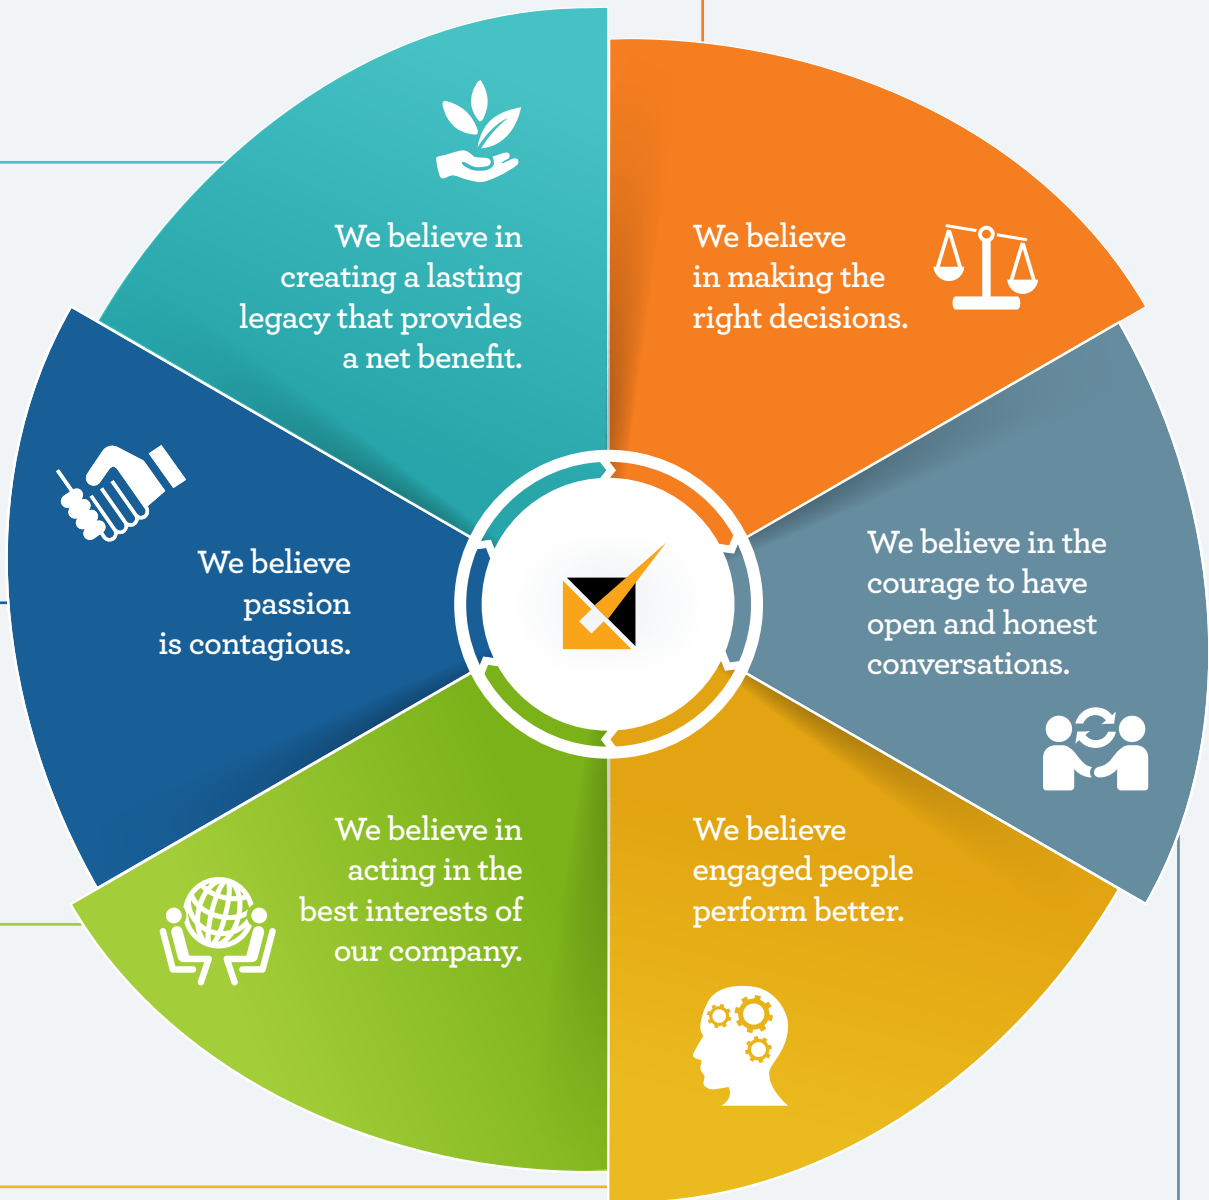 We believe in
creating a lasting
legacy that provides
a net benefit.
We believe
in making the
right decisions.
We believe in the
courage to have
open and honest
conversations.
We believe
engaged people
perform better.
We believe in
acting in the
best interests of
our company.
We believe
passion
is contagious.